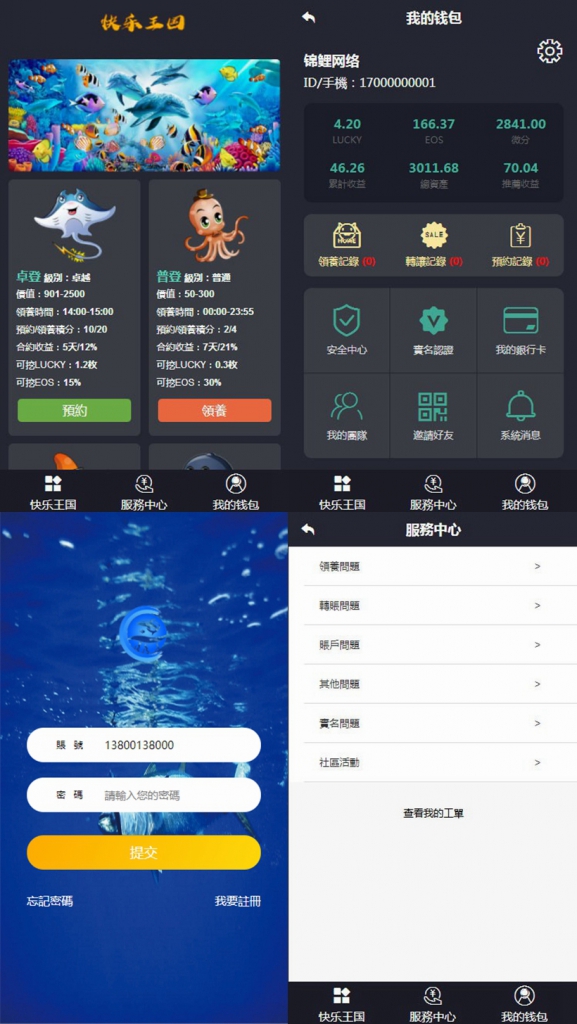 快乐王国
卓登 級別：卓越
價值：901-2500
領養時間：14:00-15:00
預約/領養積分：10/20
合約收益：5天/12%
可挖LUCKY：1.2枚
可挖EOS：15%
預約
普登 級別：普通
價值：50-300
領養時間：00:00-23:55
預約/領養積分：2/4
合約收益：7天/21%
可挖LUCKY：0.3枚
可挖EOS：30%
領養
快乐王国 服務中心 我的钱包
我的钱包
锦鲤网络
ID/手機：17000000001
4.20 166.37 2841.00
LUCKY EOS 微分
46.26 3011.68 70.04
累計收益 總資產 推薦收益
HOME SALE
領養記錄 (0) 轉讓記錄 (0) 預約記錄 (0)
安全中心 實名認證 我的銀行卡
我的團隊 邀請好友 系統消息
快乐王国 服務中心 我的钱包
賬 號 13800138000
密 碼 請輸入您的密碼
提交
忘記密碼 我要註冊
服務中心
領養問題 >
轉賬問題 >
賬戶問題 >
其他問題 >
實名問題 >
社區活動 >
查看我的工單
快乐王国 服務中心 我的钱包